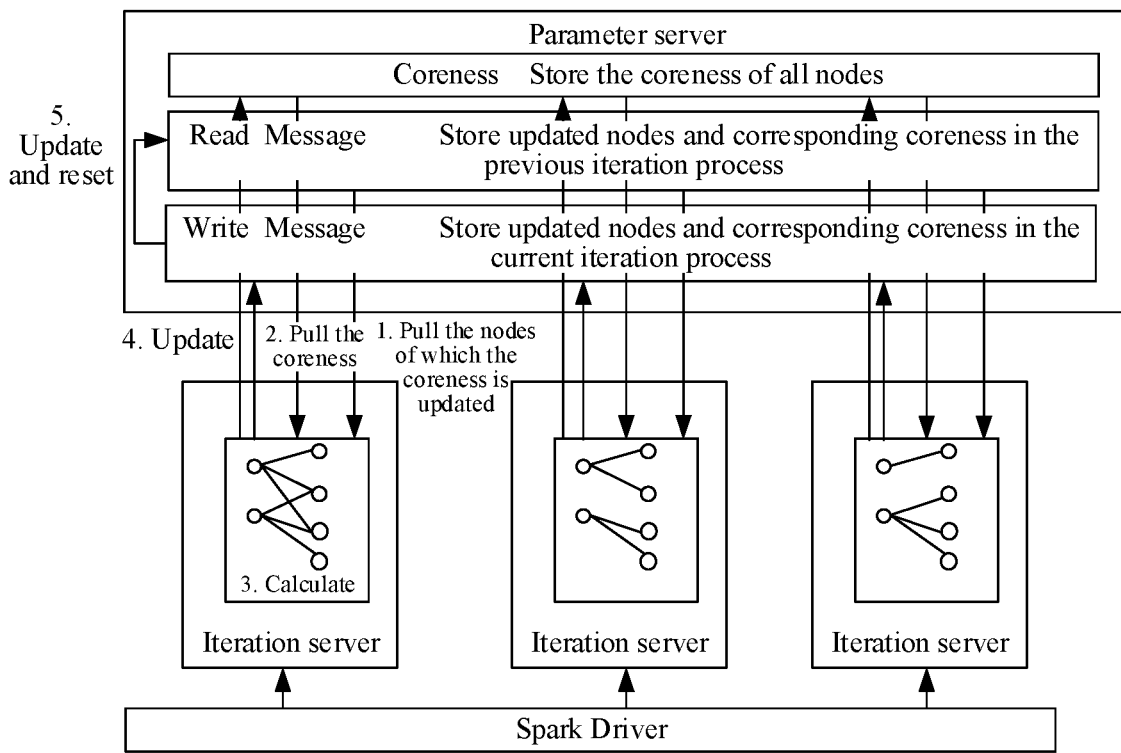 Parameter server
Coreness Store the coreness of all nodes
5.
Update
and reset
Read Message Store updated nodes and corresponding coreness in the
previous iteration process
Write Message Store updated nodes and corresponding coreness in the
current iteration process
4. Update
2. Pull the
coreness
1. Pull the nodes
of which the
coreness is
updated
3. Calculate
Iteration server
Iteration server
Iteration server
Spark Driver